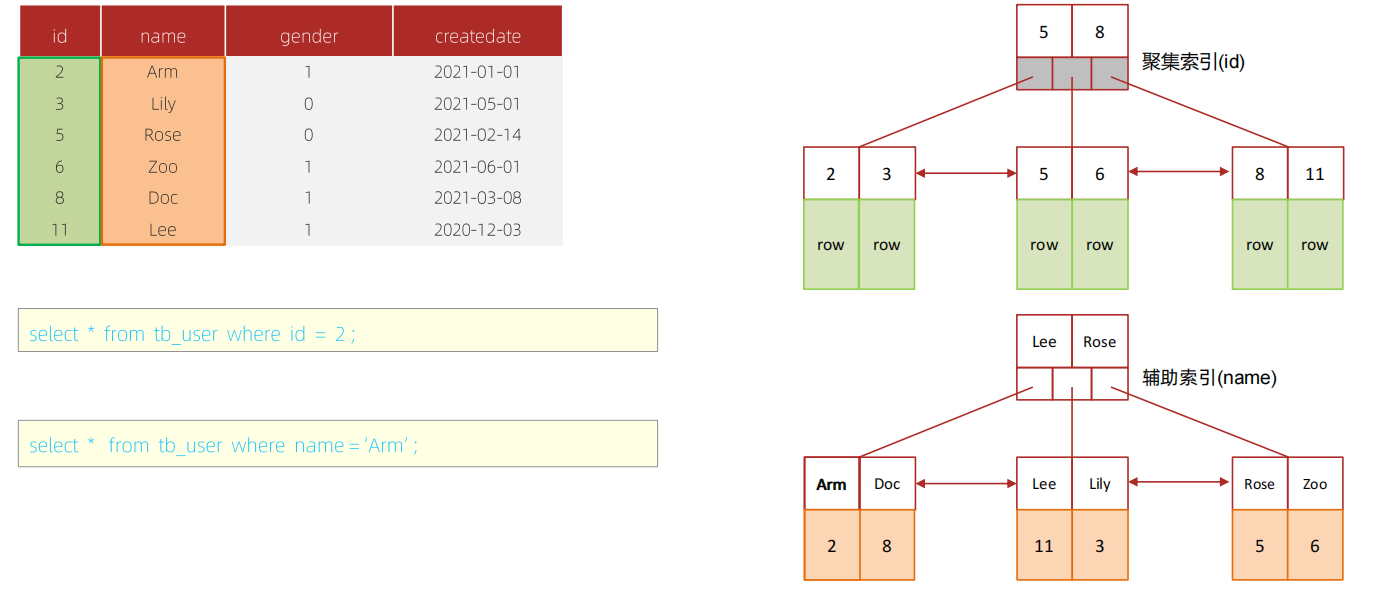 id name gender createdate
2 Arm 1 2021-01-01
3 Lily 0 2021-05-01
5 Rose 0 2021-02-14
6 Zoo 1 2021-06-01
8 Doc 1 2021-03-08
11 Lee 1 2020-12-03
select * from tb_user where id = 2 ;
select * from tb_user where name = ‘Arm’ ;
5 8
聚集索引(id)
2 3 5 6 8 11
row row row row row row
Lee Rose
辅助索引(name)
Arm Doc Lee Lily Rose Zoo
2 8 11 3 5 6